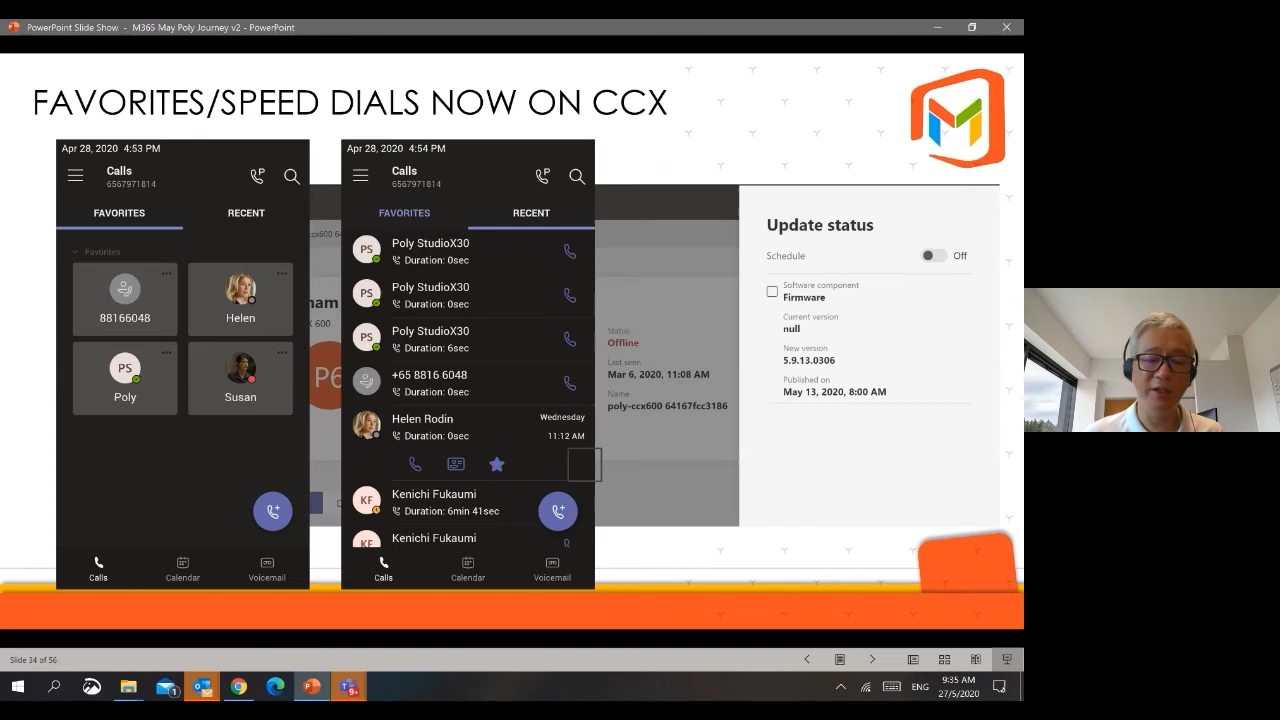 PowerPoint Slide Show - M365 May Poly Journey v2 - PowerPoint
FAVORITES/SPEED DIALS NOW ON CCX
Apr 28, 2020 4:53 PM
Calls
6567971814
FAVORITES RECENT
Favorites
88166048
Helen
PS
Poly
Susan
Calls Calendar Voicemail
Apr 28, 2020 4:54 PM
Calls
6567971814
FAVORITES RECENT
PS Poly StudioX30
Duration: 0sec
PS Poly StudioX30
Duration: 0sec
PS Poly StudioX30
Duration: 6sec
+65 8816 6048
Duration: 0sec
Helen Rodin Wednesday
Duration: 0sec 11:12 AM
KF Kenichi Fukaumi
Duration: 6min 41sec
KF Kenichi Fukaumi
Calls Calendar Voicemail
Status
Offline
Last seen
Mar 6, 2020, 11:08 AM
Name
poly-ccx600 64167fcc3186
Update status
Schedule Off
Software component
Firmware
Current version
null
New version
5.9.13.0306
Published on
May 13, 2020, 8:00 AM
Slide 34 of 56
ENG
9:35 AM
27/5/2020